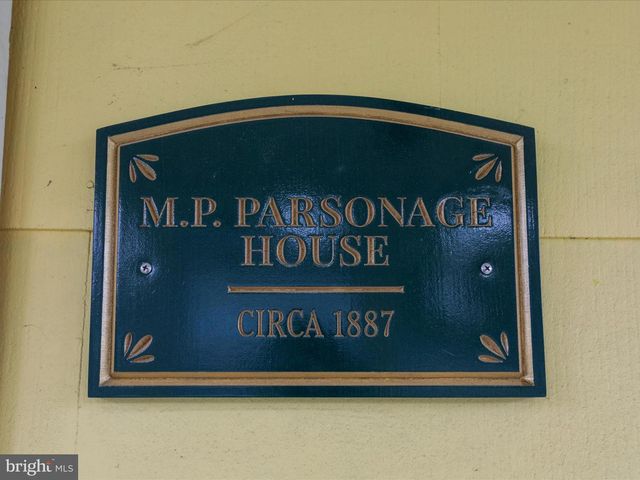 M.P. PARSONAGE
HOUSE
CIRCA 1887
bright MLS